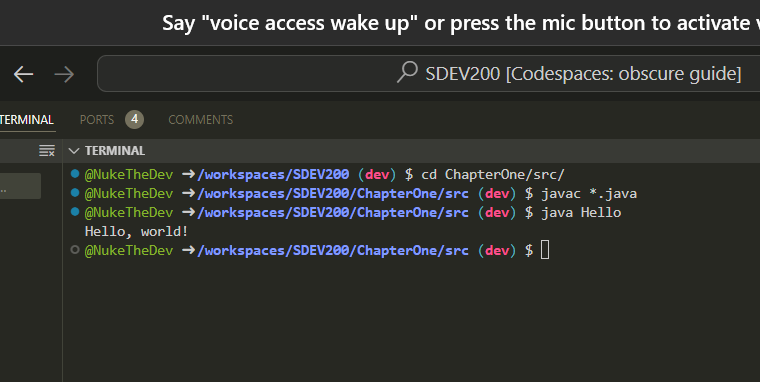 Say "voice access wake up" or press the mic button to activate
SDEV200 [Codespaces: obscure guide]
TERMINAL PORTS 4 COMMENTS
TERMINAL
..
@NukeTheDev ➜ /workspaces/SDEV200 (dev) $ cd ChapterOne/src/
@NukeTheDev ➜ /workspaces/SDEV200/ChapterOne/src (dev) $ javac *.java
@NukeTheDev ➜ /workspaces/SDEV200/ChapterOne/src (dev) $ java Hello
Hello, world!
@NukeTheDev ➜ /workspaces/SDEV200/ChapterOne/src (dev) $